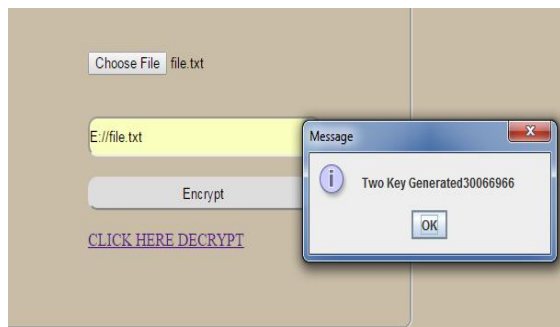 Choose File file.txt
E://file.txt
Encrypt
CLICK HERE DECRYPT
Message
X
i
Two Key Generated30066966
OK